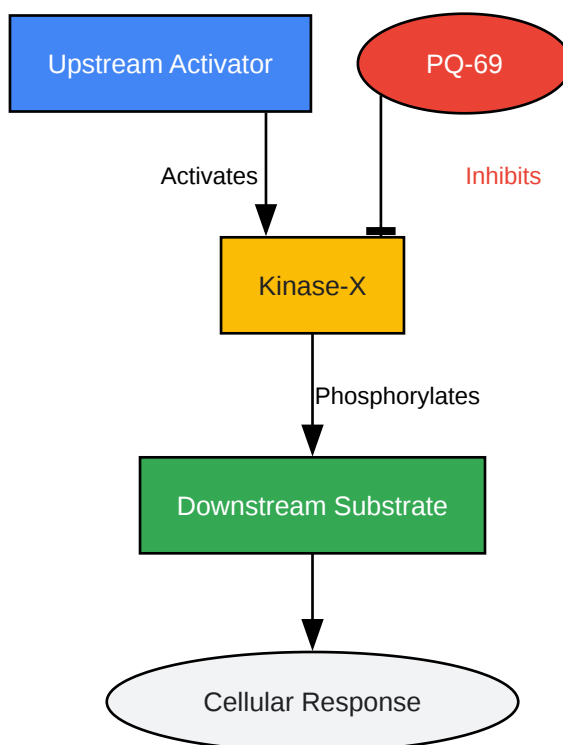 Upstream Activator
PQ-69
Activates
Inhibits
Kinase-X
Phosphorylates
Downstream Substrate
Cellular Response